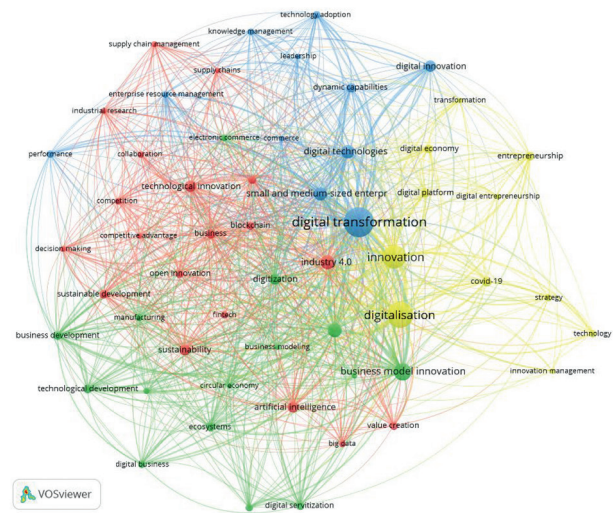 technology adoption
knowledge management
supply chain management
leadership
digital innovation
supply chains
dynamic capabilities
enterprise resource management
transformation
industrial research
electronic commerce
commerce
digital economy
performance
collaboration
digital technologies
entrepreneurship
technological innovation
small and medium-sized enterpr
digital platform
digital entrepreneurship
competition
digital transformation
blockchain
competitive advantage
business
decision making
innovation
industry 4.0
open innovation
digitization
covid-19
sustainable development
strategy
manufacturing
fintech
digitalisation
business development
technology
sustainability
business modeling
business model innovation
innovation management
technological development
circular economy
artificial intelligence
ecosystems
value creation
big data
digital business
digital servitization
VOSviewer